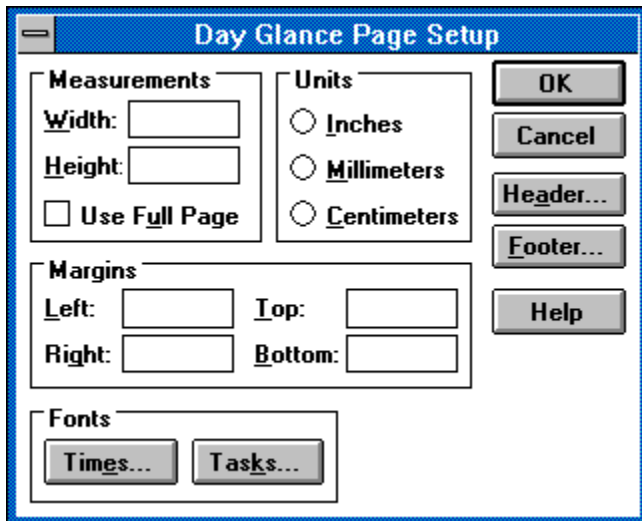 Day Glance Page Setup
Measurements
Width:
Height:
Use Full Page
Units
Inches
Millimeters
Centimeters
OK
Cancel
Header...
Footer...
Help
Margins
Left:
Top:
Right:
Bottom:
Fonts
Times...
Tasks...